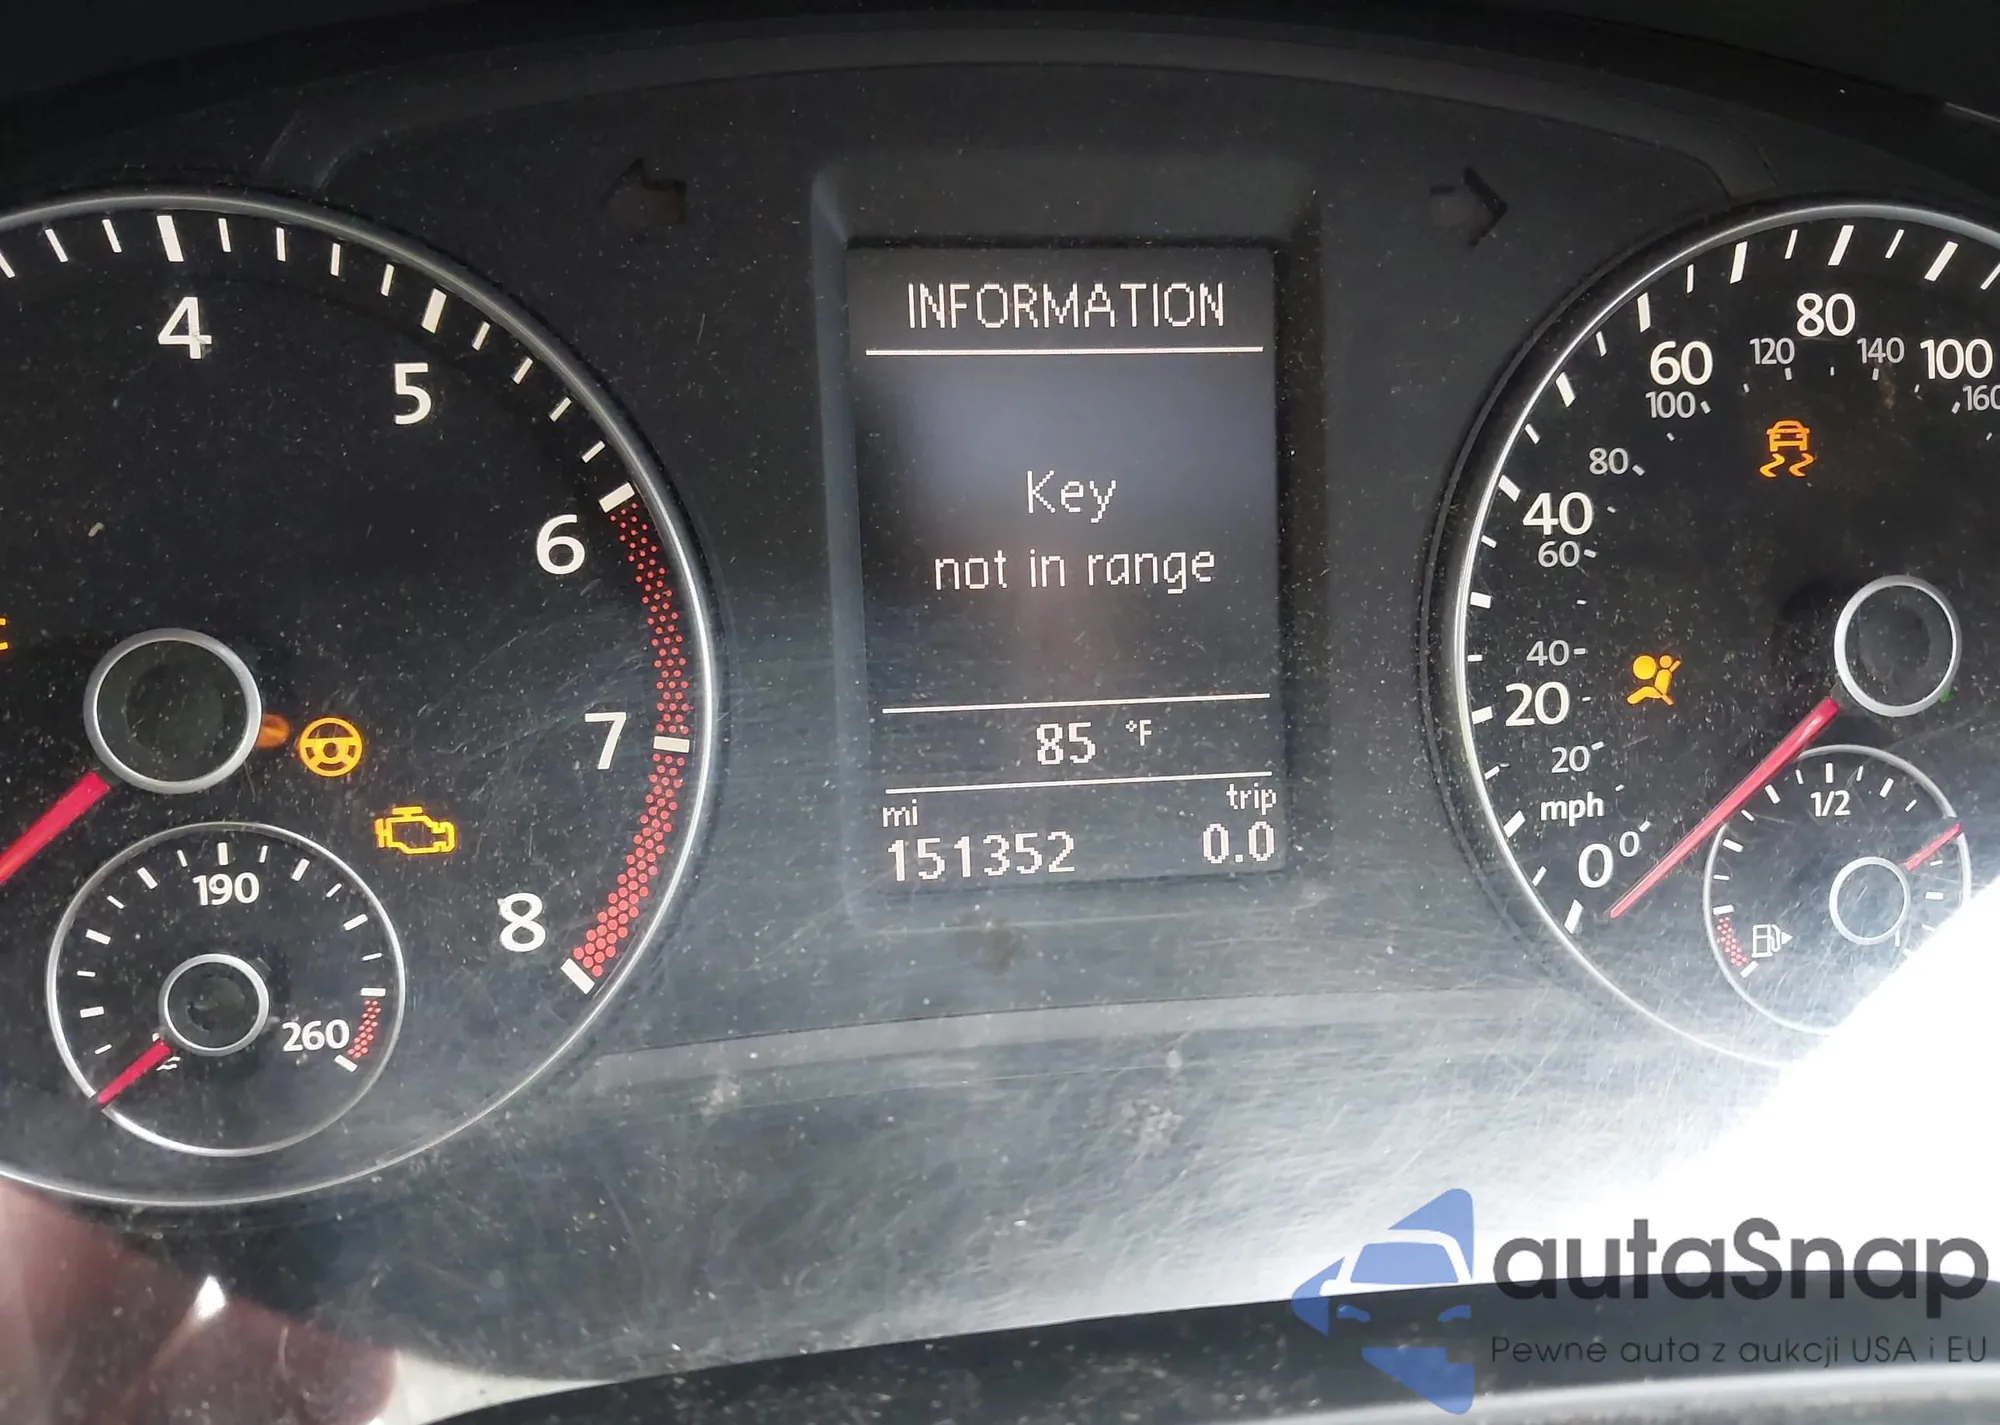 4
5
6
7
8
190
260
INFORMATION
Key
not in range
85 °F
mi trip
151352 0.0
80
60 120 140 100
100 160
80
40
60
40
20
20
mph
0
0
1/2
autaSnap
Pewne auta z aukcji USA i EU